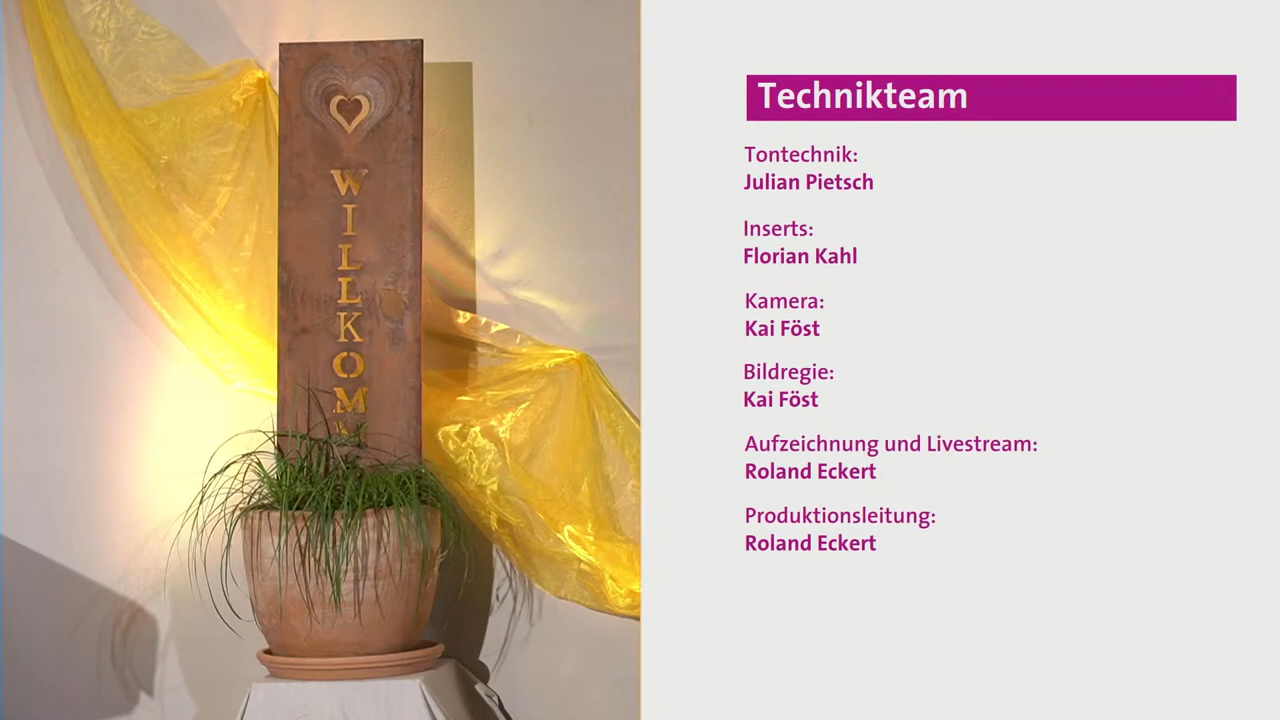 WILLKOMM
Technikteam
Tontechnik:
Julian Pietsch
Inserts:
Florian Kahl
Kamera:
Kai Föst
Bildregie:
Kai Föst
Aufzeichnung und Livestream:
Roland Eckert
Produktionsleitung:
Roland Eckert